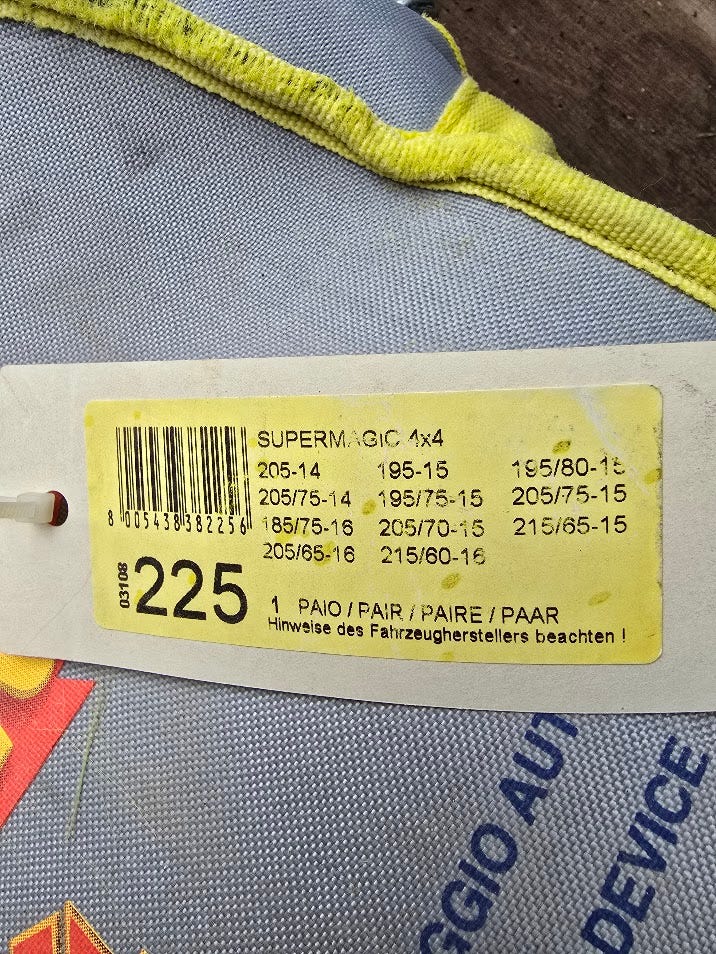 SUPERMAGIC 4x4
205-14 195-15 195/80-15
205/75-14 195/75-15 205/75-15
185/75-16 205/70-15 215/65-15
205/65-16 215/60-16
8 005438 382256
03108
225
1 PAIO / PAIR / PAIRE / PAAR
Hinweise des Fahrzeugherstellers beachten !
GGIO AUT
DEVICE